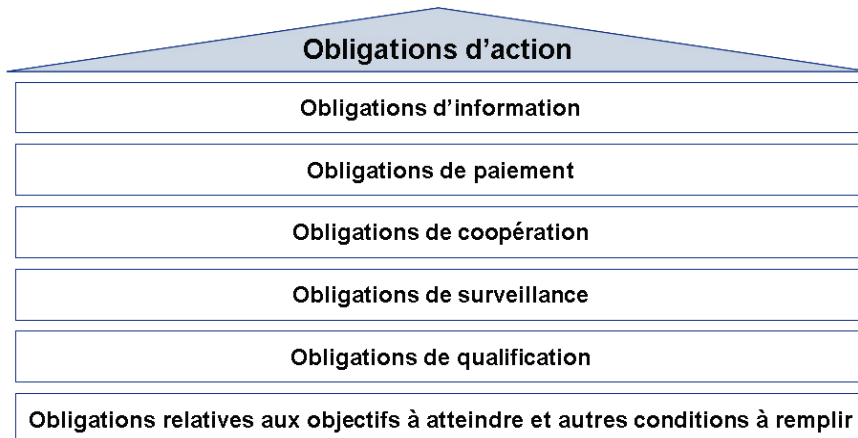 Obligations d’action
Obligations d’information
Obligations de paiement
Obligations de coopération
Obligations de surveillance
Obligations de qualification
Obligations relatives aux objectifs à atteindre et autres conditions à remplir